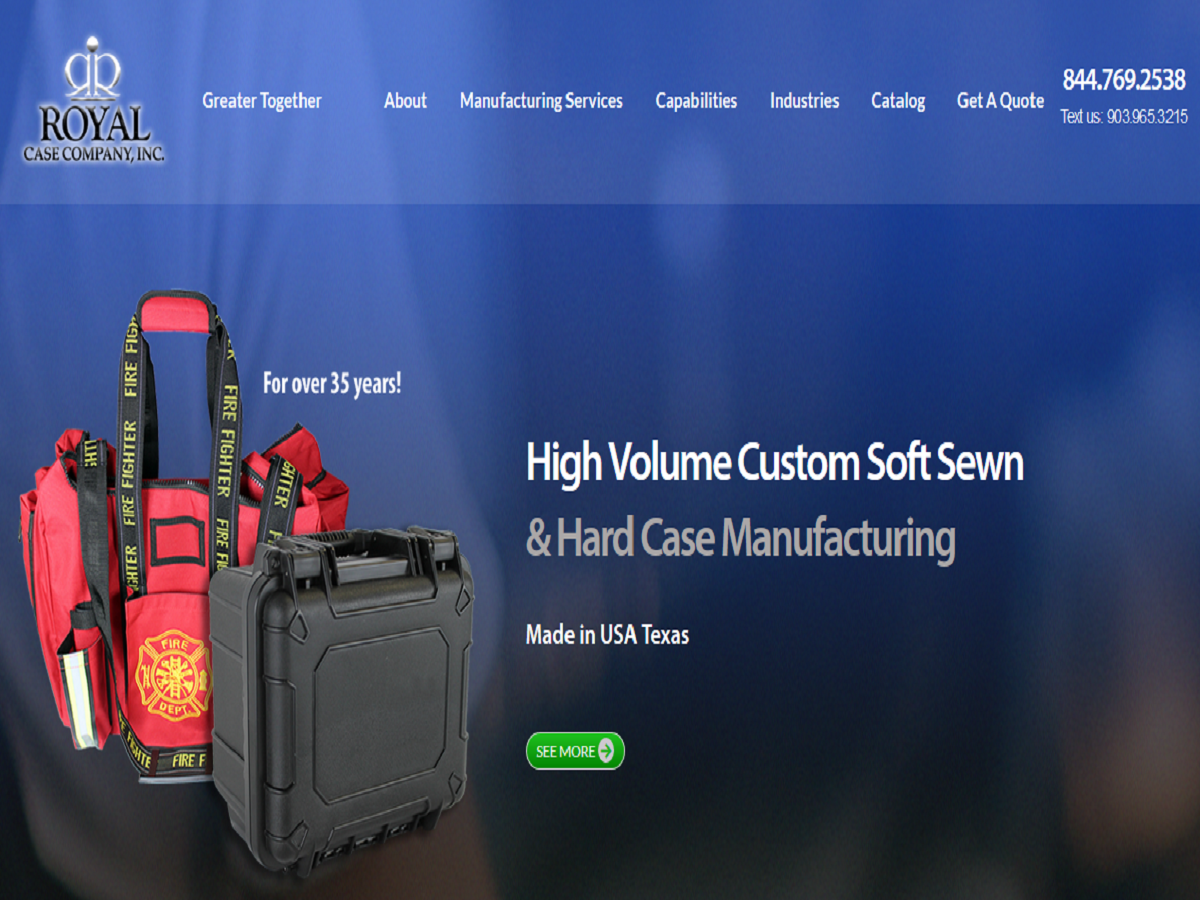 ROYAL
CASE COMPANY, INC.
Greater Together
About
Manufacturing Services
Capabilities
Industries
Catalog
Get A Quote
844.769.2538
Text us: 903.965.3215
For over 35 years!
High Volume Custom Soft Sewn
& Hard Case Manufacturing
Made in USA Texas
SEE MORE
FIRE FIGHTER
FIRE FIGHTER
FIRE
DEPT.
FIGHTE
FIRE F